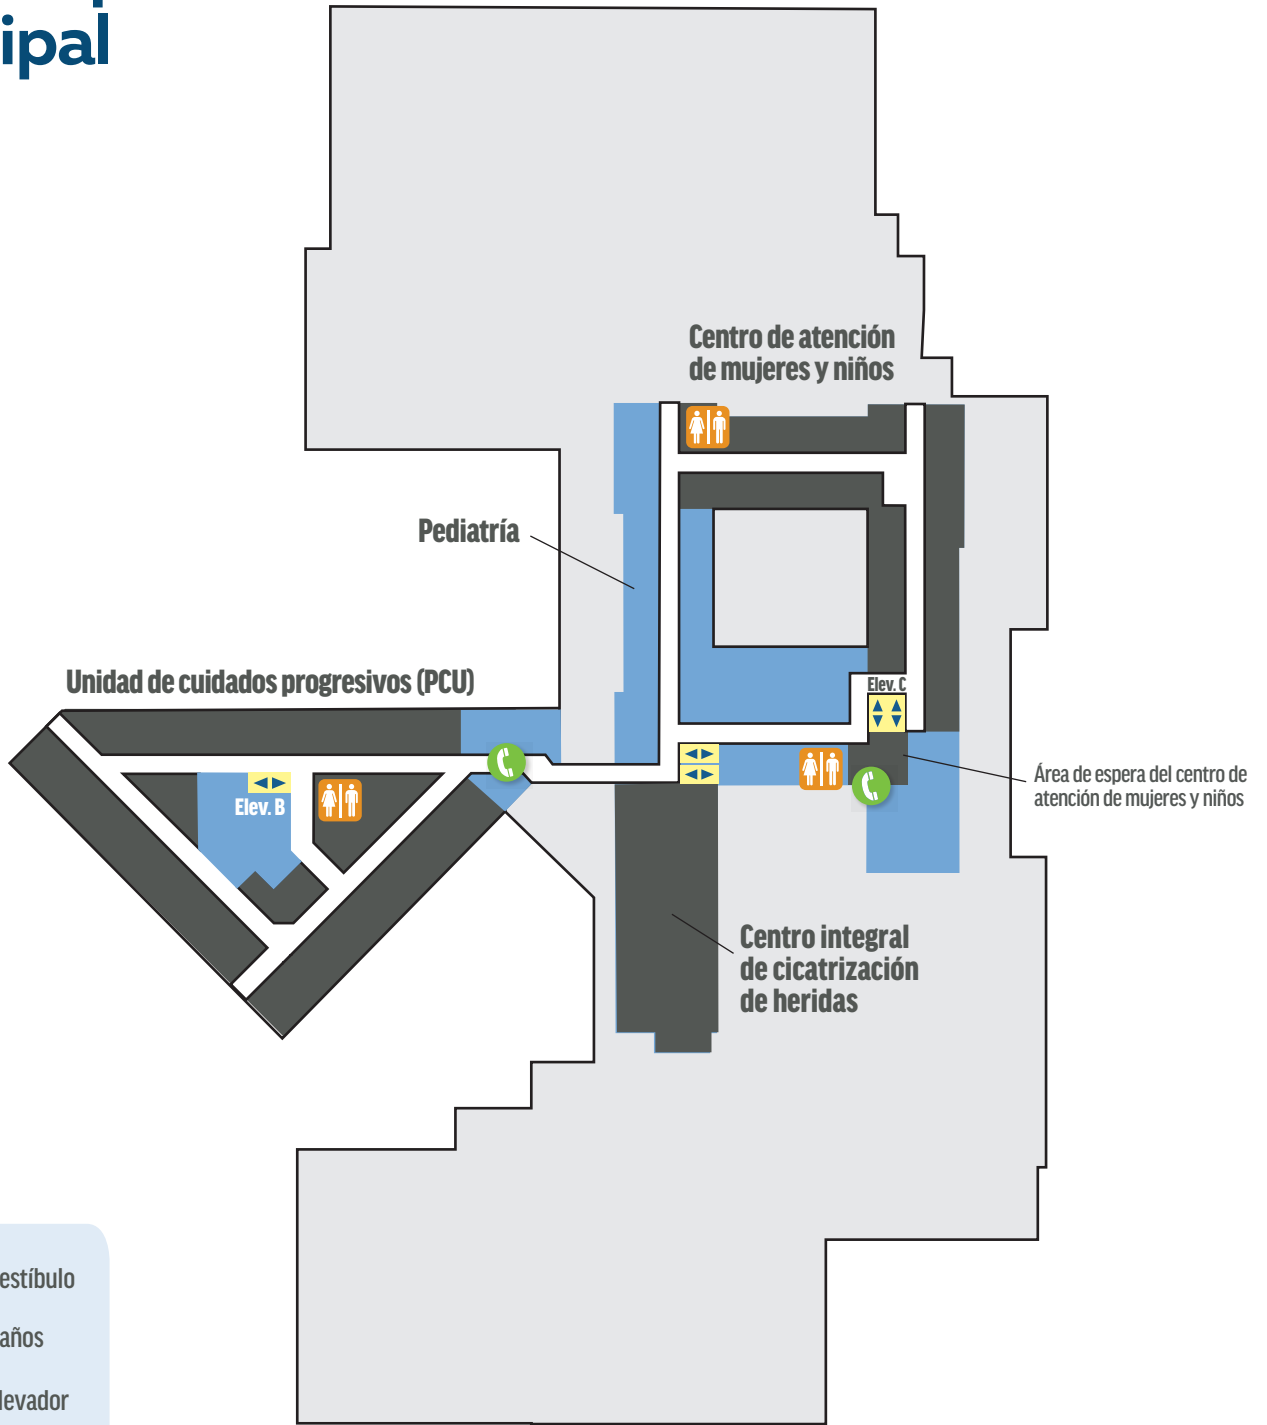 ipal
Centro de atención
de mujeres y niños
Pediatría
Unidad de cuidados progresivos (PCU)
Elev. C
Elev. B
Área de espera del centro de
atención de mujeres y niños
Centro integral
de cicatrización
de heridas
estíbulo
años
levador